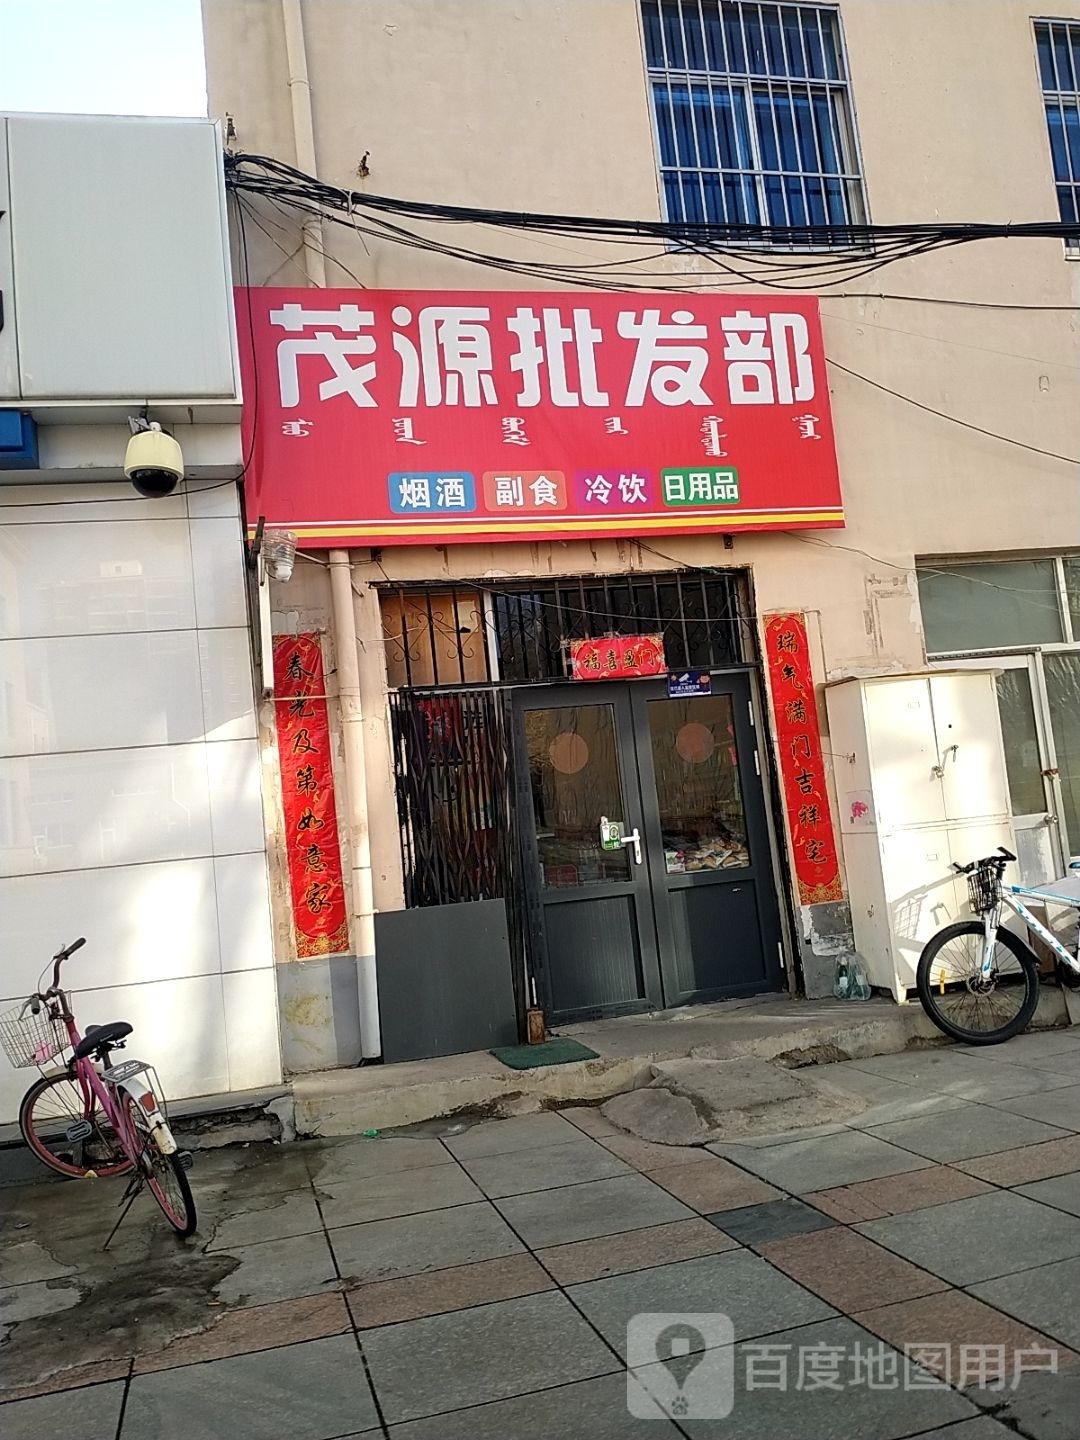 茂源批发部
烟酒 副食 冷饮 日用品
福喜盈门
春光及第如意家
瑞气满门吉祥宅
百度地图用户